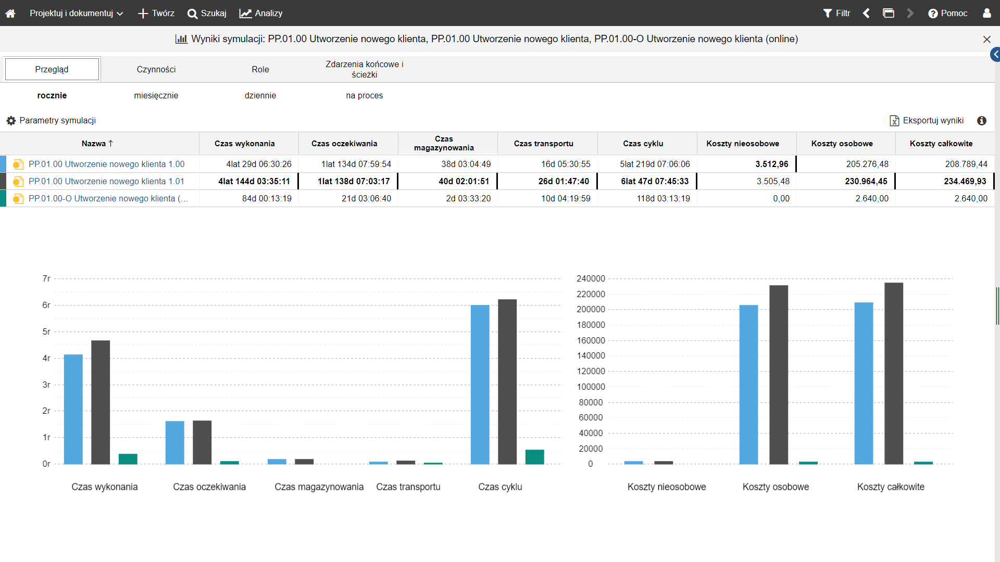 Projektuj i dokumentuj Twórz Szukaj Analizy Filtr Pomoc
Wyniki symulacji: PP.01.00 Utworzenie nowego klienta, PP.01.00 Utworzenie nowego klienta, PP.01.00-O Utworzenie nowego klienta (online)
Przegląd Czynności Role Zdarzenia końcowe i
ścieżki
rocznie miesięcznie dziennie na proces
Parametry symulacji Eksportuj wyniki
Nazwa Czas wykonania Czas oczekiwania Czas
magazynowania Czas transportu Czas cyklu Koszty nieosobowe Koszty osobowe Koszty całkowite
PP.01.00 Utworzenie nowego klienta 1.00 4lat 29d 06:30:26 1lat 134d 07:59:54 38d 03:04:49 16d 05:30:55 5lat 219d 07:06:06 3.512,96 205.276,48 208.789,44
PP.01.00 Utworzenie nowego klienta 1.01 4lat 144d 03:35:11 1lat 138d 07:03:17 40d 02:01:51 26d 01:47:40 6lat 47d 07:45:33 3.505,48 230.964,45 234.469,93
PP.01.00-O Utworzenie nowego klienta (... 84d 00:13:19 21d 03:06:40 2d 03:33:20 10d 04:19:59 118d 03:13:19 0,00 2.640,00 2.640,00
7r
6r
5r
4r
3r
2r
1r
0r
Czas wykonania Czas oczekiwania Czas magazynowania Czas transportu Czas cyklu
240000
220000
200000
180000
160000
140000
120000
100000
80000
60000
40000
20000
0
Koszty nieosobowe Koszty osobowe Koszty całkowite